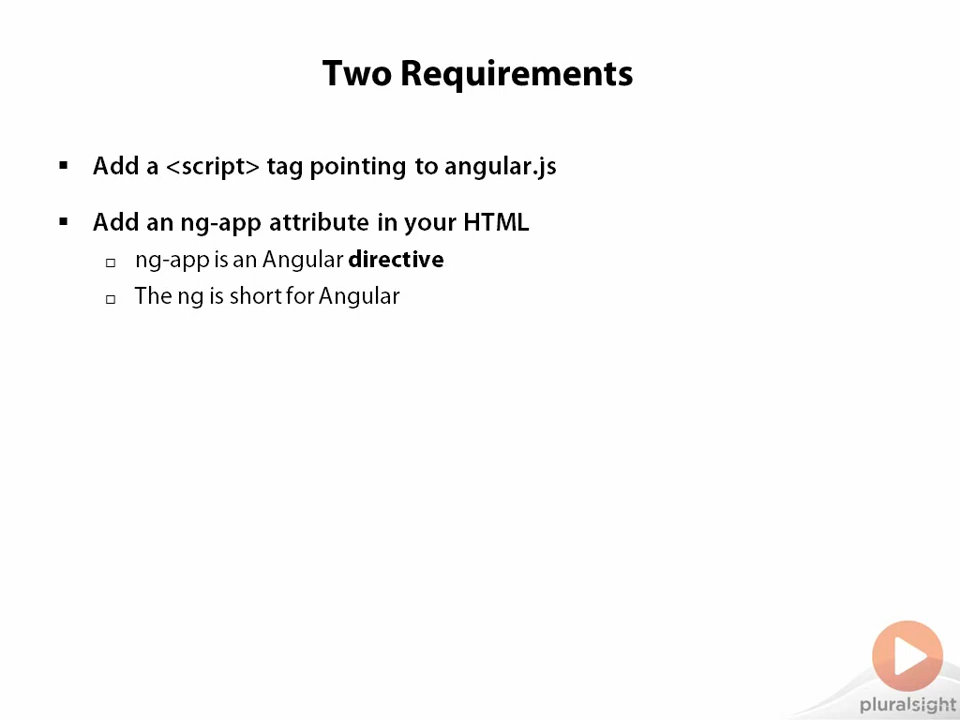 Two Requirements
▪ Add a <script> tag pointing to angular.js
▪ Add an ng-app attribute in your HTML
□ ng-app is an Angular directive
□ The ng is short for Angular
pluralsight